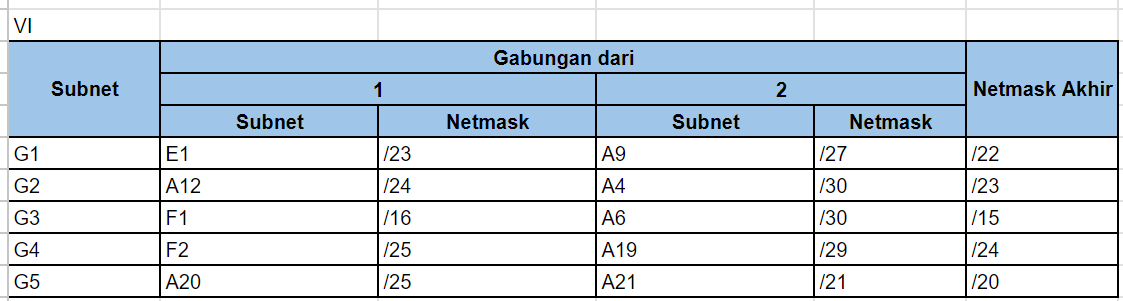 VI
Subnet Gabungan dari Netmask Akhir
1 2
Subnet Netmask Subnet Netmask
G1 E1 /23 A9 /27 /22
G2 A12 /24 A4 /30 /23
G3 F1 /16 A6 /30 /15
G4 F2 /25 A19 /29 /24
G5 A20 /25 A21 /21 /20